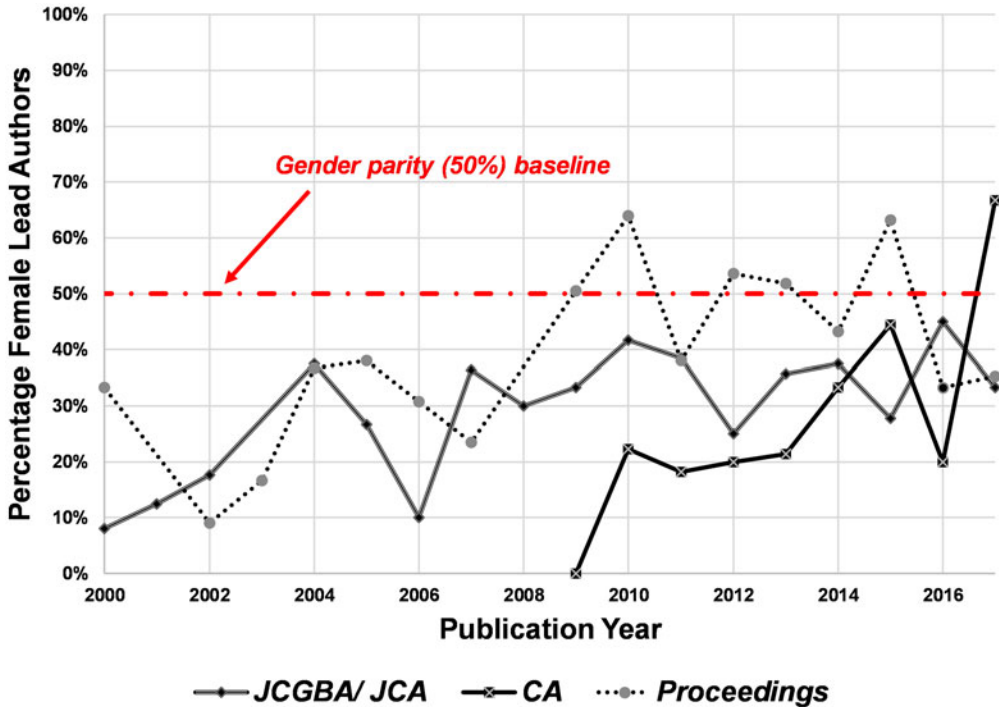 100%
90%
80%
70%
60%
50%
40%
30%
20%
10%
0%
Percentage Female Lead Authors
Gender parity (50%) baseline
2000 2002 2004 2006 2008 2010 2012 2014 2016
Publication Year
JCGBA/ JCA CA Proceedings